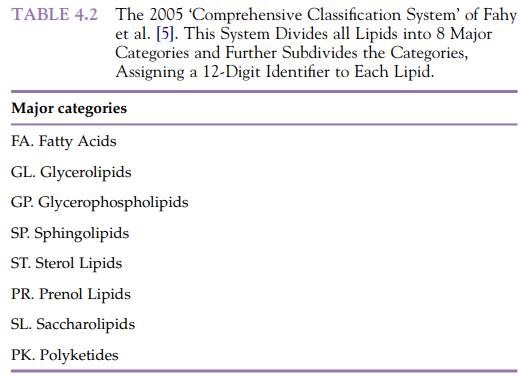 TABLE 4.2 The 2005 ‘Comprehensive Classification System’ of Fahy
et al. [5]. This System Divides all Lipids into 8 Major
Categories and Further Subdivides the Categories,
Assigning a 12-Digit Identifier to Each Lipid.
Major categories
FA. Fatty Acids
GL. Glycerolipids
GP. Glycerophospholipids
SP. Sphingolipids
ST. Sterol Lipids
PR. Prenol Lipids
SL. Saccharolipids
PK. Polyketides